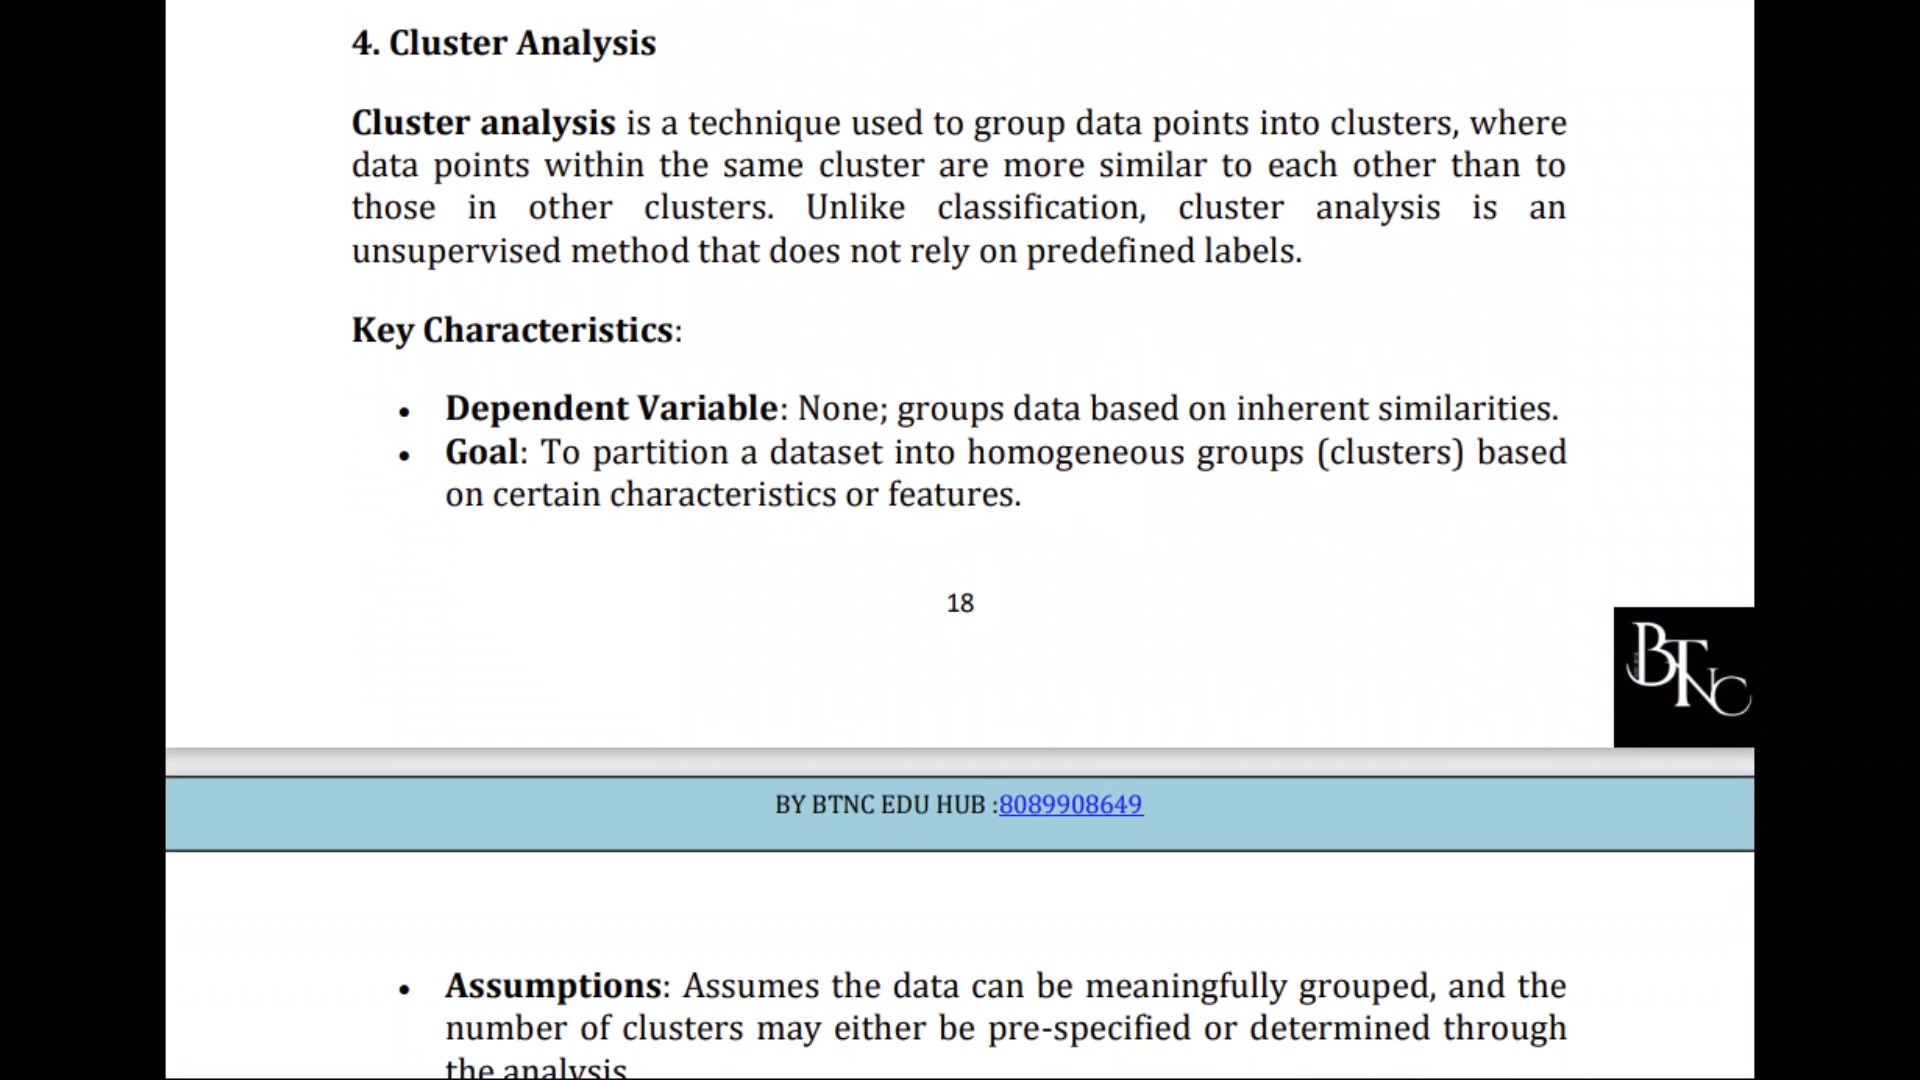 4. Cluster Analysis
Cluster analysis is a technique used to group data points into clusters, where
data points within the same cluster are more similar to each other than to
those in other clusters. Unlike classification, cluster analysis is an
unsupervised method that does not rely on predefined labels.
Key Characteristics:
• Dependent Variable: None; groups data based on inherent similarities.
• Goal: To partition a dataset into homogeneous groups (clusters) based
on certain characteristics or features.
18
BTNC
BY BTNC EDU HUB :8089908649
• Assumptions: Assumes the data can be meaningfully grouped, and the
number of clusters may either be pre-specified or determined through
the analysis.